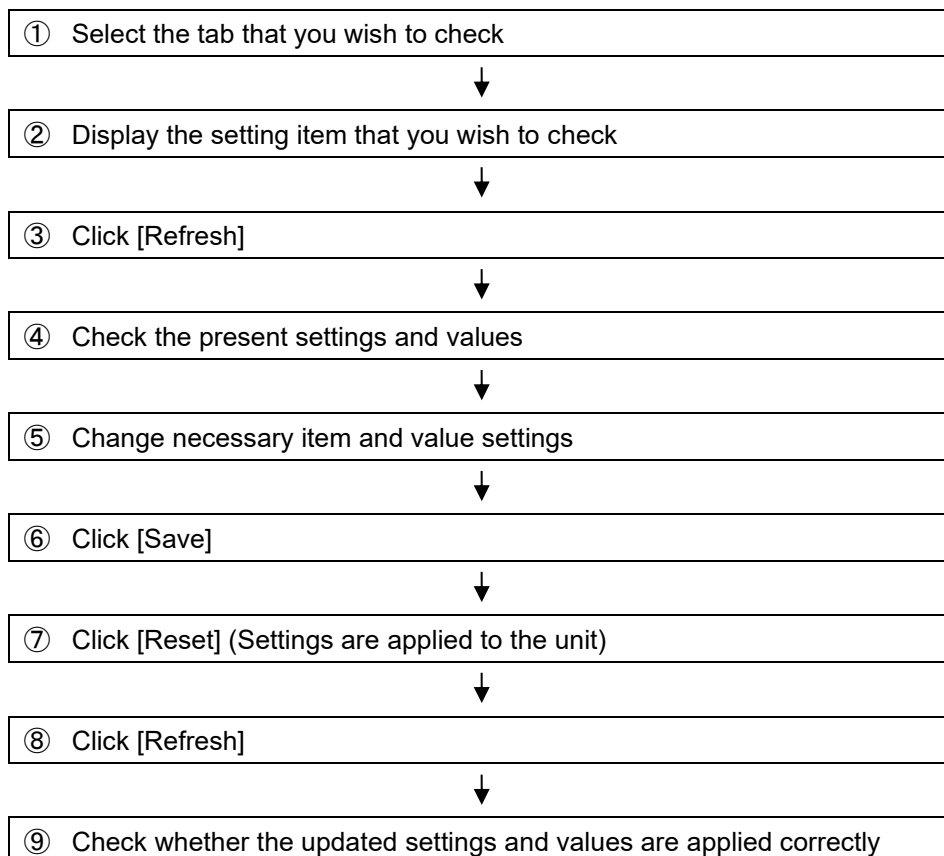 ① Select the tab that you wish to check
② Display the setting item that you wish to check
③ Click [Refresh]
④ Check the present settings and values
⑤ Change necessary item and value settings
⑥ Click [Save]
⑦ Click [Reset] (Settings are applied to the unit)
⑧ Click [Refresh]
⑨ Check whether the updated settings and values are applied correctly